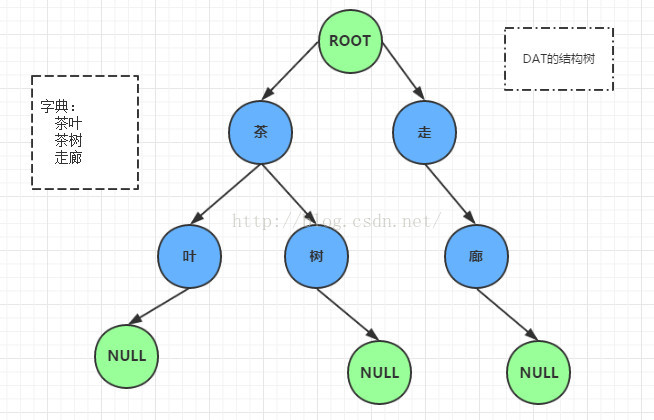 ROOT
DAT的结构树
字典：
茶叶
茶树
走廊
茶
走
http://blog.csdn.net/
叶
树
廊
NULL
NULL
NULL